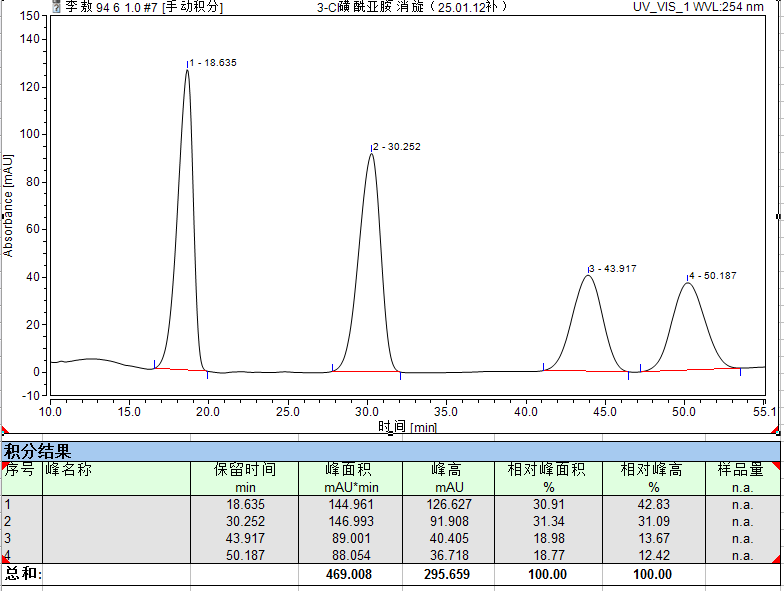 李敖 94 6 1.0 #7 [手动积分]
3-C磺酰亚胺 消旋（25.01.12补）
UV_VIS_1 WVL:254 nm
Absorbance [mAU]
150
140
120
100
80
60
40
20
0
-10
1 - 18.635
2 - 30.252
3 - 43.917
4 - 50.187
10.0 15.0 20.0 25.0 30.0 35.0 40.0 45.0 50.0 55.1
时间 [min]
积分结果
序号 峰名称 保留时间 峰面积 峰高 相对峰面积 相对峰高 样品量
min mAU*min mAU % % n.a.
1 18.635 144.961 126.627 30.91 42.83 n.a.
2 30.252 146.993 91.908 31.34 31.09 n.a.
3 43.917 89.001 40.405 18.98 13.67 n.a.
4 50.187 88.054 36.718 18.77 12.42 n.a.
总和: 469.008 295.659 100.00 100.00